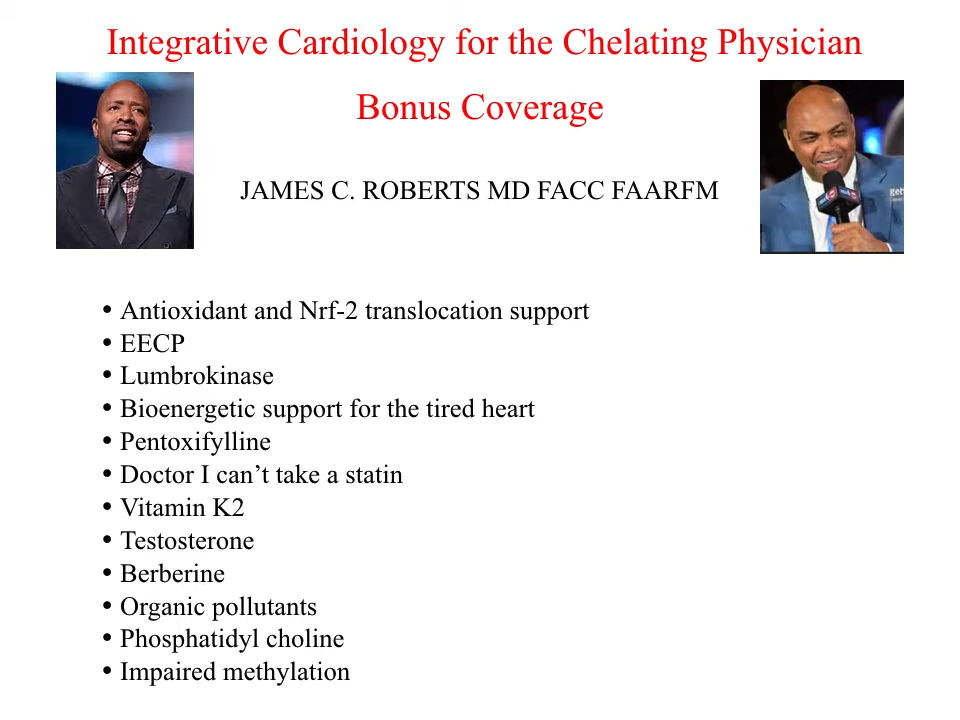 Integrative Cardiology for the Chelating Physician
Bonus Coverage
JAMES C. ROBERTS MD FACC FAARFM
• Antioxidant and Nrf-2 translocation support
• EECP
• Lumbrokinase
• Bioenergetic support for the tired heart
• Pentoxifylline
• Doctor I can’t take a statin
• Vitamin K2
• Testosterone
• Berberine
• Organic pollutants
• Phosphatidyl choline
• Impaired methylation